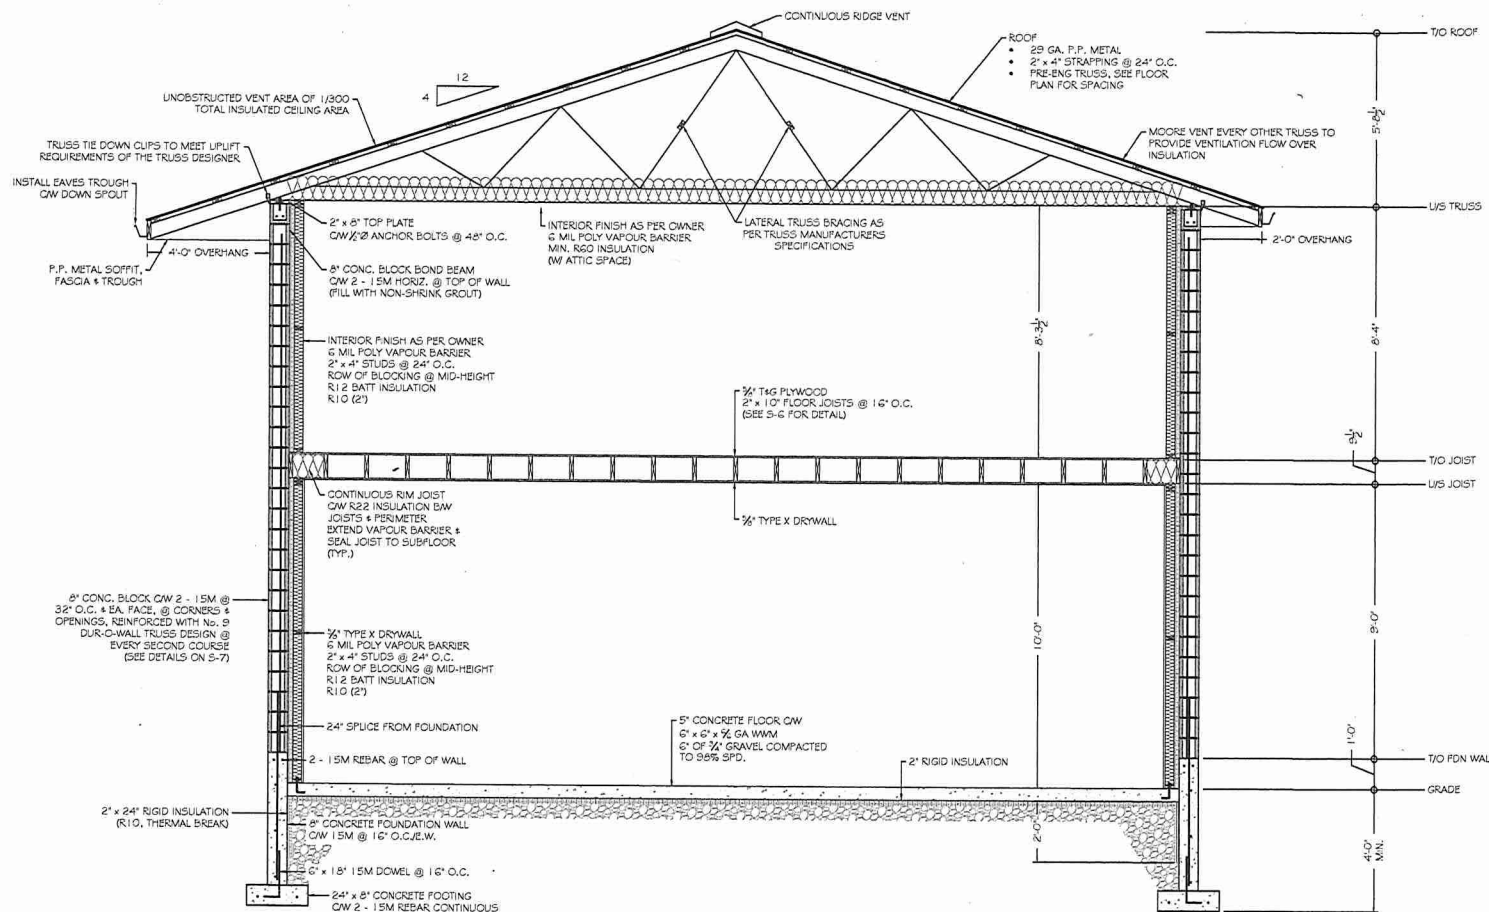 CONTINUOUS RIDGE VENT
T/O ROOF
ROOF
• 29 GA. P.P. METAL
• 2" x 4" STRAPPING @ 24" O.C.
• PRE-ENG TRUSS, SEE FLOOR
PLAN FOR SPACING
12
4
UNOBSTRUCTED VENT AREA OF 1/300
TOTAL INSULATED CEILING AREA
5'-8½"
TRUSS TIE DOWN CLIPS TO MEET UPLIFT
REQUIREMENTS OF THE TRUSS DESIGNER
MOORE VENT EVERY OTHER TRUSS TO
PROVIDE VENTILATION FLOW OVER
INSULATION
INSTALL EAVES TROUGH
C/W DOWN SPOUT
U/S TRUSS
2" x 8" TOP PLATE
C/W ½"Ø ANCHOR BOLTS @ 48" O.C.
INTERIOR FINISH AS PER OWNER
6 MIL POLY VAPOUR BARRIER
MIN. R60 INSULATION
(W/ ATTIC SPACE)
LATERAL TRUSS BRACING AS
PER TRUSS MANUFACTURERS
SPECIFICATIONS
4'-0" OVERHANG
2'-0" OVERHANG
P.P. METAL SOFFIT,
FASCIA & TROUGH
8" CONC. BLOCK BOND BEAM
C/W 2 - 15M HORIZ. @ TOP OF WALL
(FILL WITH NON-SHRINK GROUT)
8'-3½"
8'-4"
INTERIOR FINISH AS PER OWNER
6 MIL POLY VAPOUR BARRIER
2" x 4" STUDS @ 24" O.C.
ROW OF BLOCKING @ MID-HEIGHT
R12 BATT INSULATION
R10 (2")
⅝" T&G PLYWOOD
2" x 10" FLOOR JOISTS @ 16" O.C.
(SEE S-6 FOR DETAIL)
9½"
T/O JOIST
U/S JOIST
CONTINUOUS RIM JOIST
C/W R22 INSULATION B/W
JOISTS & PERIMETER
EXTEND VAPOUR BARRIER &
SEAL JOIST TO SUBFLOOR
(TYP.)
⅝" TYPE X DRYWALL
8" CONC. BLOCK C/W 2 - 15M @
32" O.C. & EA. FACE, @ CORNERS &
OPENINGS, REINFORCED WITH No. 9
DUR-O-WALL TRUSS DESIGN @
EVERY SECOND COURSE
(SEE DETAILS ON S-7)
⅝" TYPE X DRYWALL
6 MIL POLY VAPOUR BARRIER
2" x 4" STUDS @ 24" O.C.
ROW OF BLOCKING @ MID-HEIGHT
R12 BATT INSULATION
R10 (2")
10'-0"
9'-0"
24" SPLICE FROM FOUNDATION
5" CONCRETE FLOOR C/W
6" x 6" x GA WWM
6" OF ¾" GRAVEL COMPACTED
TO 98% SPD.
1'-0"
2 - 15M REBAR @ TOP OF WALL
2" RIGID INSULATION
T/O FDN WAL
GRADE
2" x 24" RIGID INSULATION
(R10, THERMAL BREAK)
8" CONCRETE FOUNDATION WALL
C/W 15M @ 16" O.C./E.W.
2'-0"
4'-0"
MIN.
6" x 18" 15M DOWEL @ 16" O.C.
24" x 8" CONCRETE FOOTING
C/W 2 - 15M REBAR CONTINUOUS